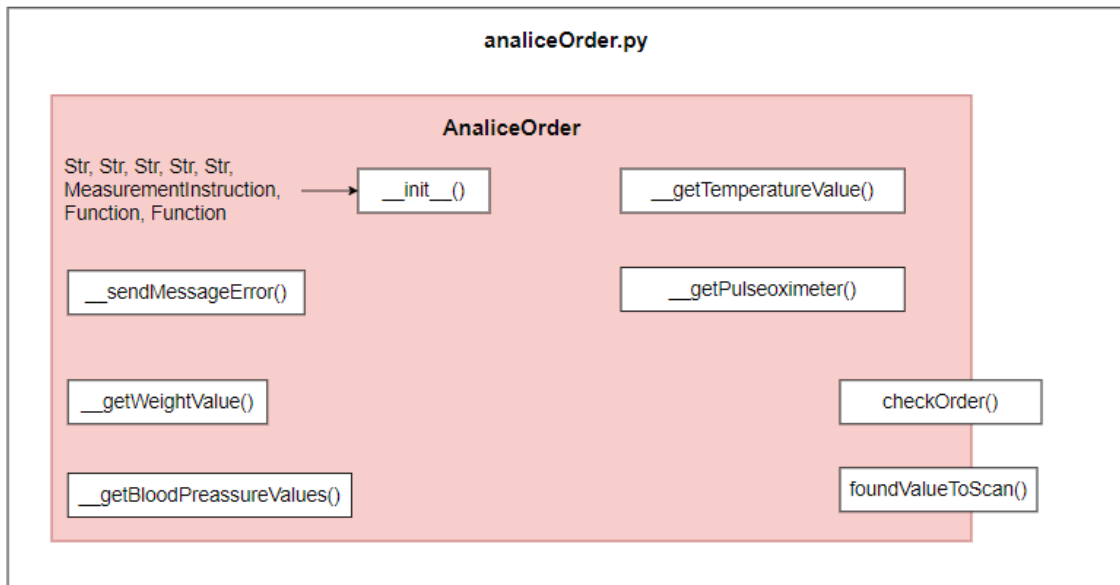 analiceOrder.py
AnaliceOrder
Str, Str, Str, Str, Str,
MeasurementInstruction,
Function, Function
__init__()
__getTemperatureValue()
__sendMessageError()
__getPulseoximeter()
__getWeightValue()
checkOrder()
__getBloodPreassureValues()
foundValueToScan()